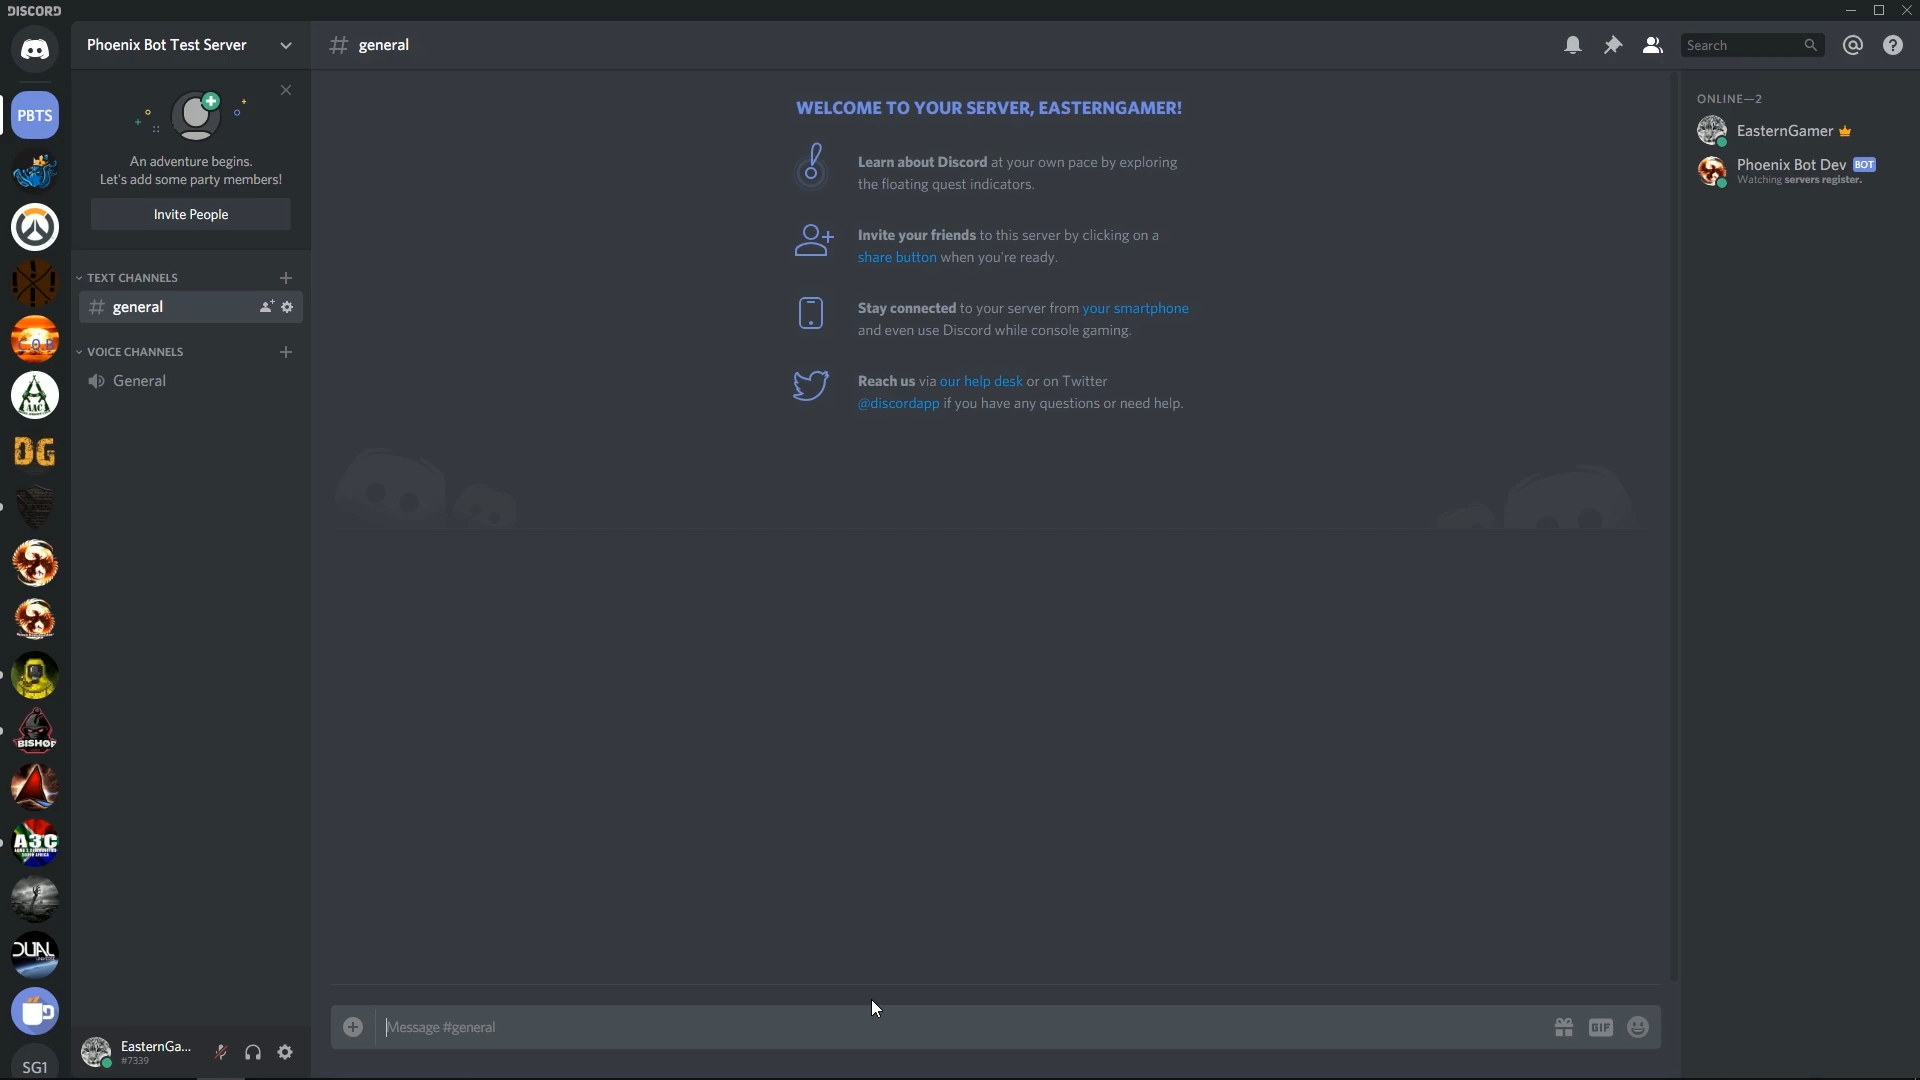 DISCORD
Phoenix Bot Test Server
# general
Search
PBTS
An adventure begins.
Let's add some party members!
Invite People
TEXT CHANNELS
# general
VOICE CHANNELS
General
WELCOME TO YOUR SERVER, EASTERNGAMER!
Learn about Discord at your own pace by exploring
the floating quest indicators.
Invite your friends to this server by clicking on a
share button when you're ready.
Stay connected to your server from your smartphone
and even use Discord while console gaming.
Reach us via our help desk or on Twitter
@discordapp if you have any questions or need help.
ONLINE—2
EasternGamer
Phoenix Bot Dev BOT
Watching servers register.
C.O.B
AAC
DG
BISHOP
A3C
DUAL
SG1
EasternGa...
#7339
Message #general
GIF